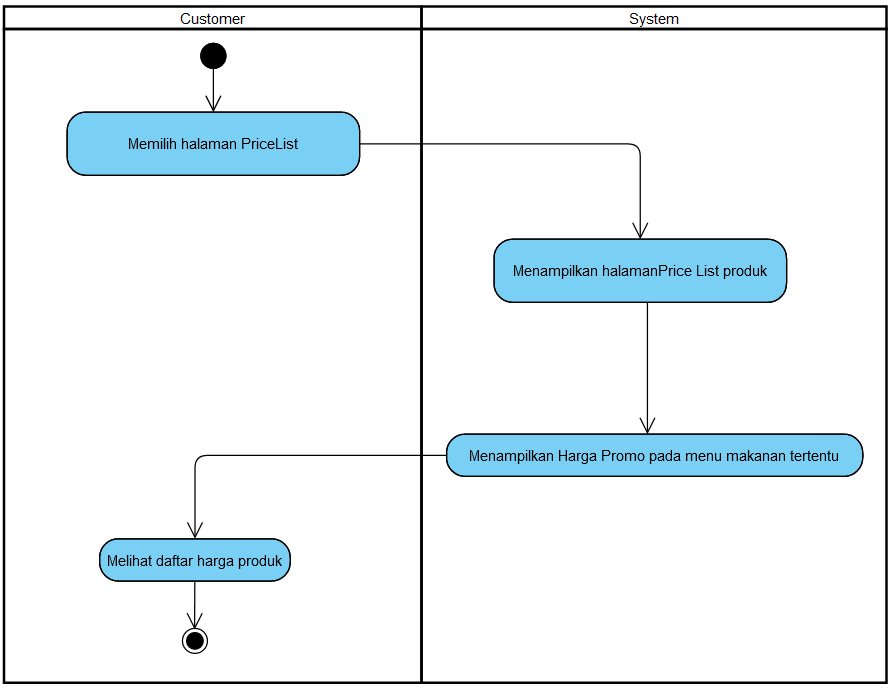 Customer
System
Memilih halaman PriceList
Menampilkan halamanPrice List produk
Menampilkan Harga Promo pada menu makanan tertentu
Melihat daftar harga produk